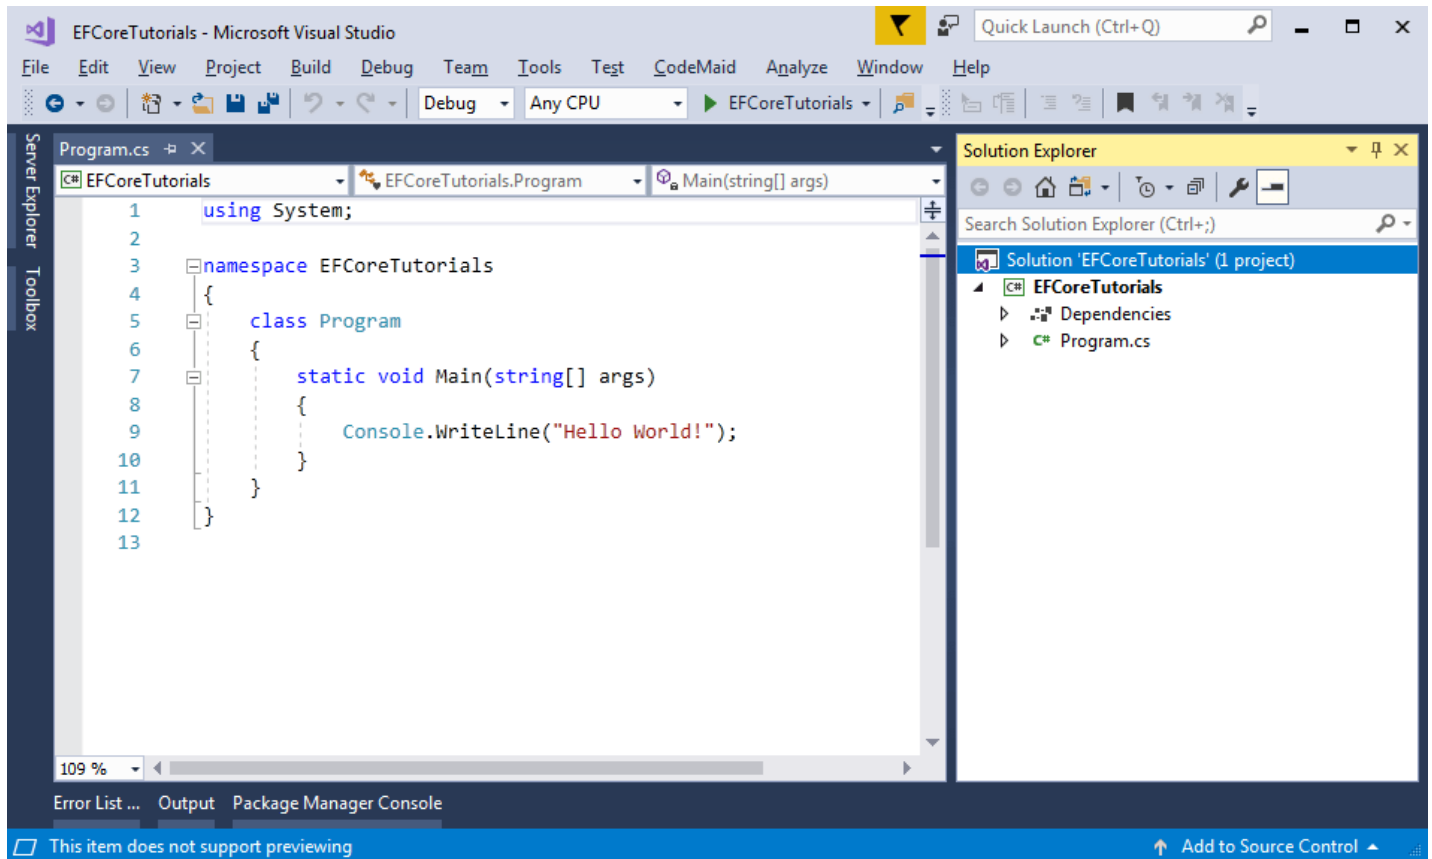 EFCoreTutorials - Microsoft Visual Studio
Quick Launch (Ctrl+Q)
File Edit View Project Build Debug Team Tools Test CodeMaid Analyze Window Help
Debug Any CPU EFCoreTutorials
Server Explorer
Toolbox
Program.cs
C# EFCoreTutorials EFCoreTutorials.Program Main(string[] args)
1 using System;
2
3 namespace EFCoreTutorials
4 {
5 class Program
6 {
7 static void Main(string[] args)
8 {
9 Console.WriteLine("Hello World!");
10 }
11 }
12 }
13
109 %
Solution Explorer
Search Solution Explorer (Ctrl+;)
Solution 'EFCoreTutorials' (1 project)
C# EFCoreTutorials
Dependencies
C# Program.cs
Error List ... Output Package Manager Console
This item does not support previewing
Add to Source Control